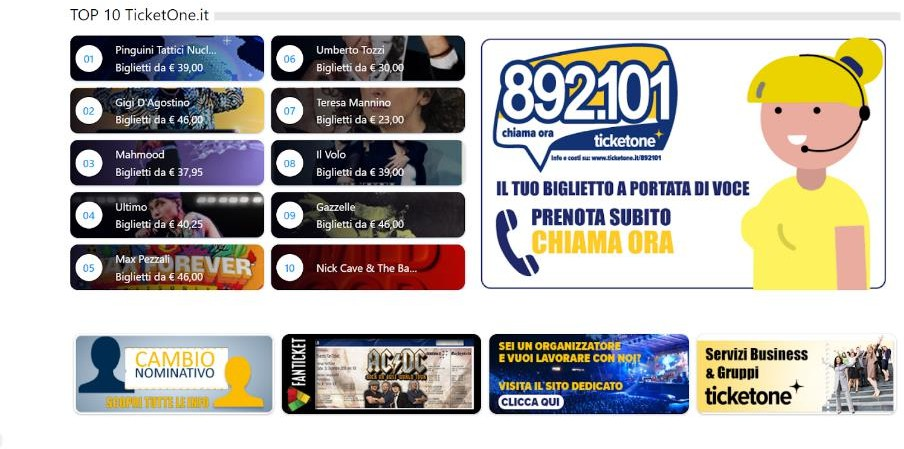 TOP 10 TicketOne.it
01
Pinguini Tattici Nucl...
Biglietti da € 39,00
02
Gigi D'Agostino
Biglietti da € 46,00
03
Mahmood
Biglietti da € 37,95
04
Ultimo
Biglietti da € 40,25
05
Max Pezzali
Biglietti da € 46,00
06
Umberto Tozzi
Biglietti da € 30,00
07
Teresa Mannino
Biglietti da € 23,00
08
Il Volo
Biglietti da € 39,00
09
Gazzelle
Biglietti da € 46,00
10
Nick Cave & The Ba...
892.101
chiama ora
ticketone
Info e costi su: www.ticketone.it/892101
IL TUO BIGLIETTO A PORTATA DI VOCE
PRENOTA SUBITO
CHIAMA ORA
CAMBIO
NOMINATIVO
SCOPRI TUTTE LE INFO
FANTICKET
AC/DC
SEI UN ORGANIZZATORE
E VUOI LAVORARE CON NOI?
VISITA IL SITO DEDICATO
CLICCA QUI
Servizi Business
& Gruppi
ticketone